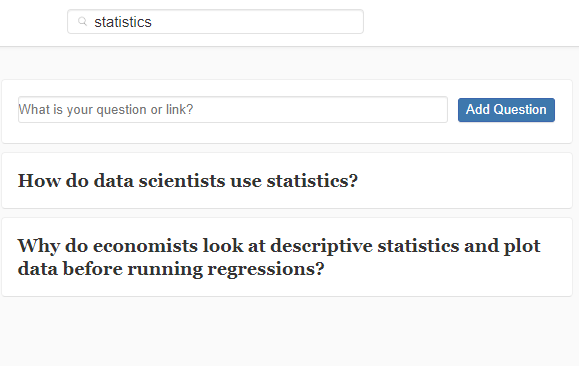 statistics
What is your question or link?
Add Question
How do data scientists use statistics?
Why do economists look at descriptive statistics and plot
data before running regressions?